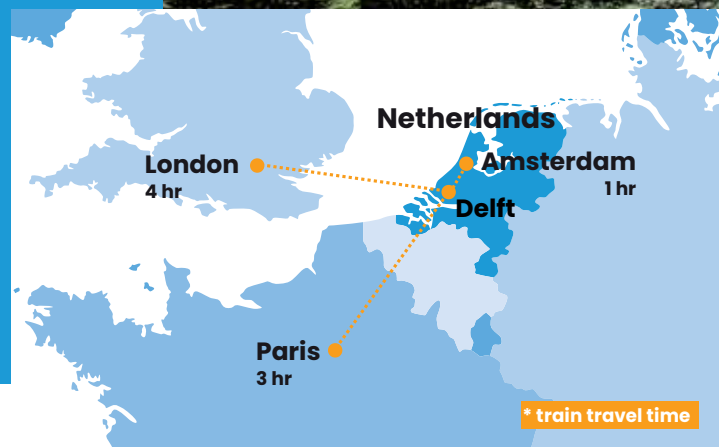 Netherlands
London
4 hr
Amsterdam
1 hr
Delft
Paris
3 hr
* train travel time